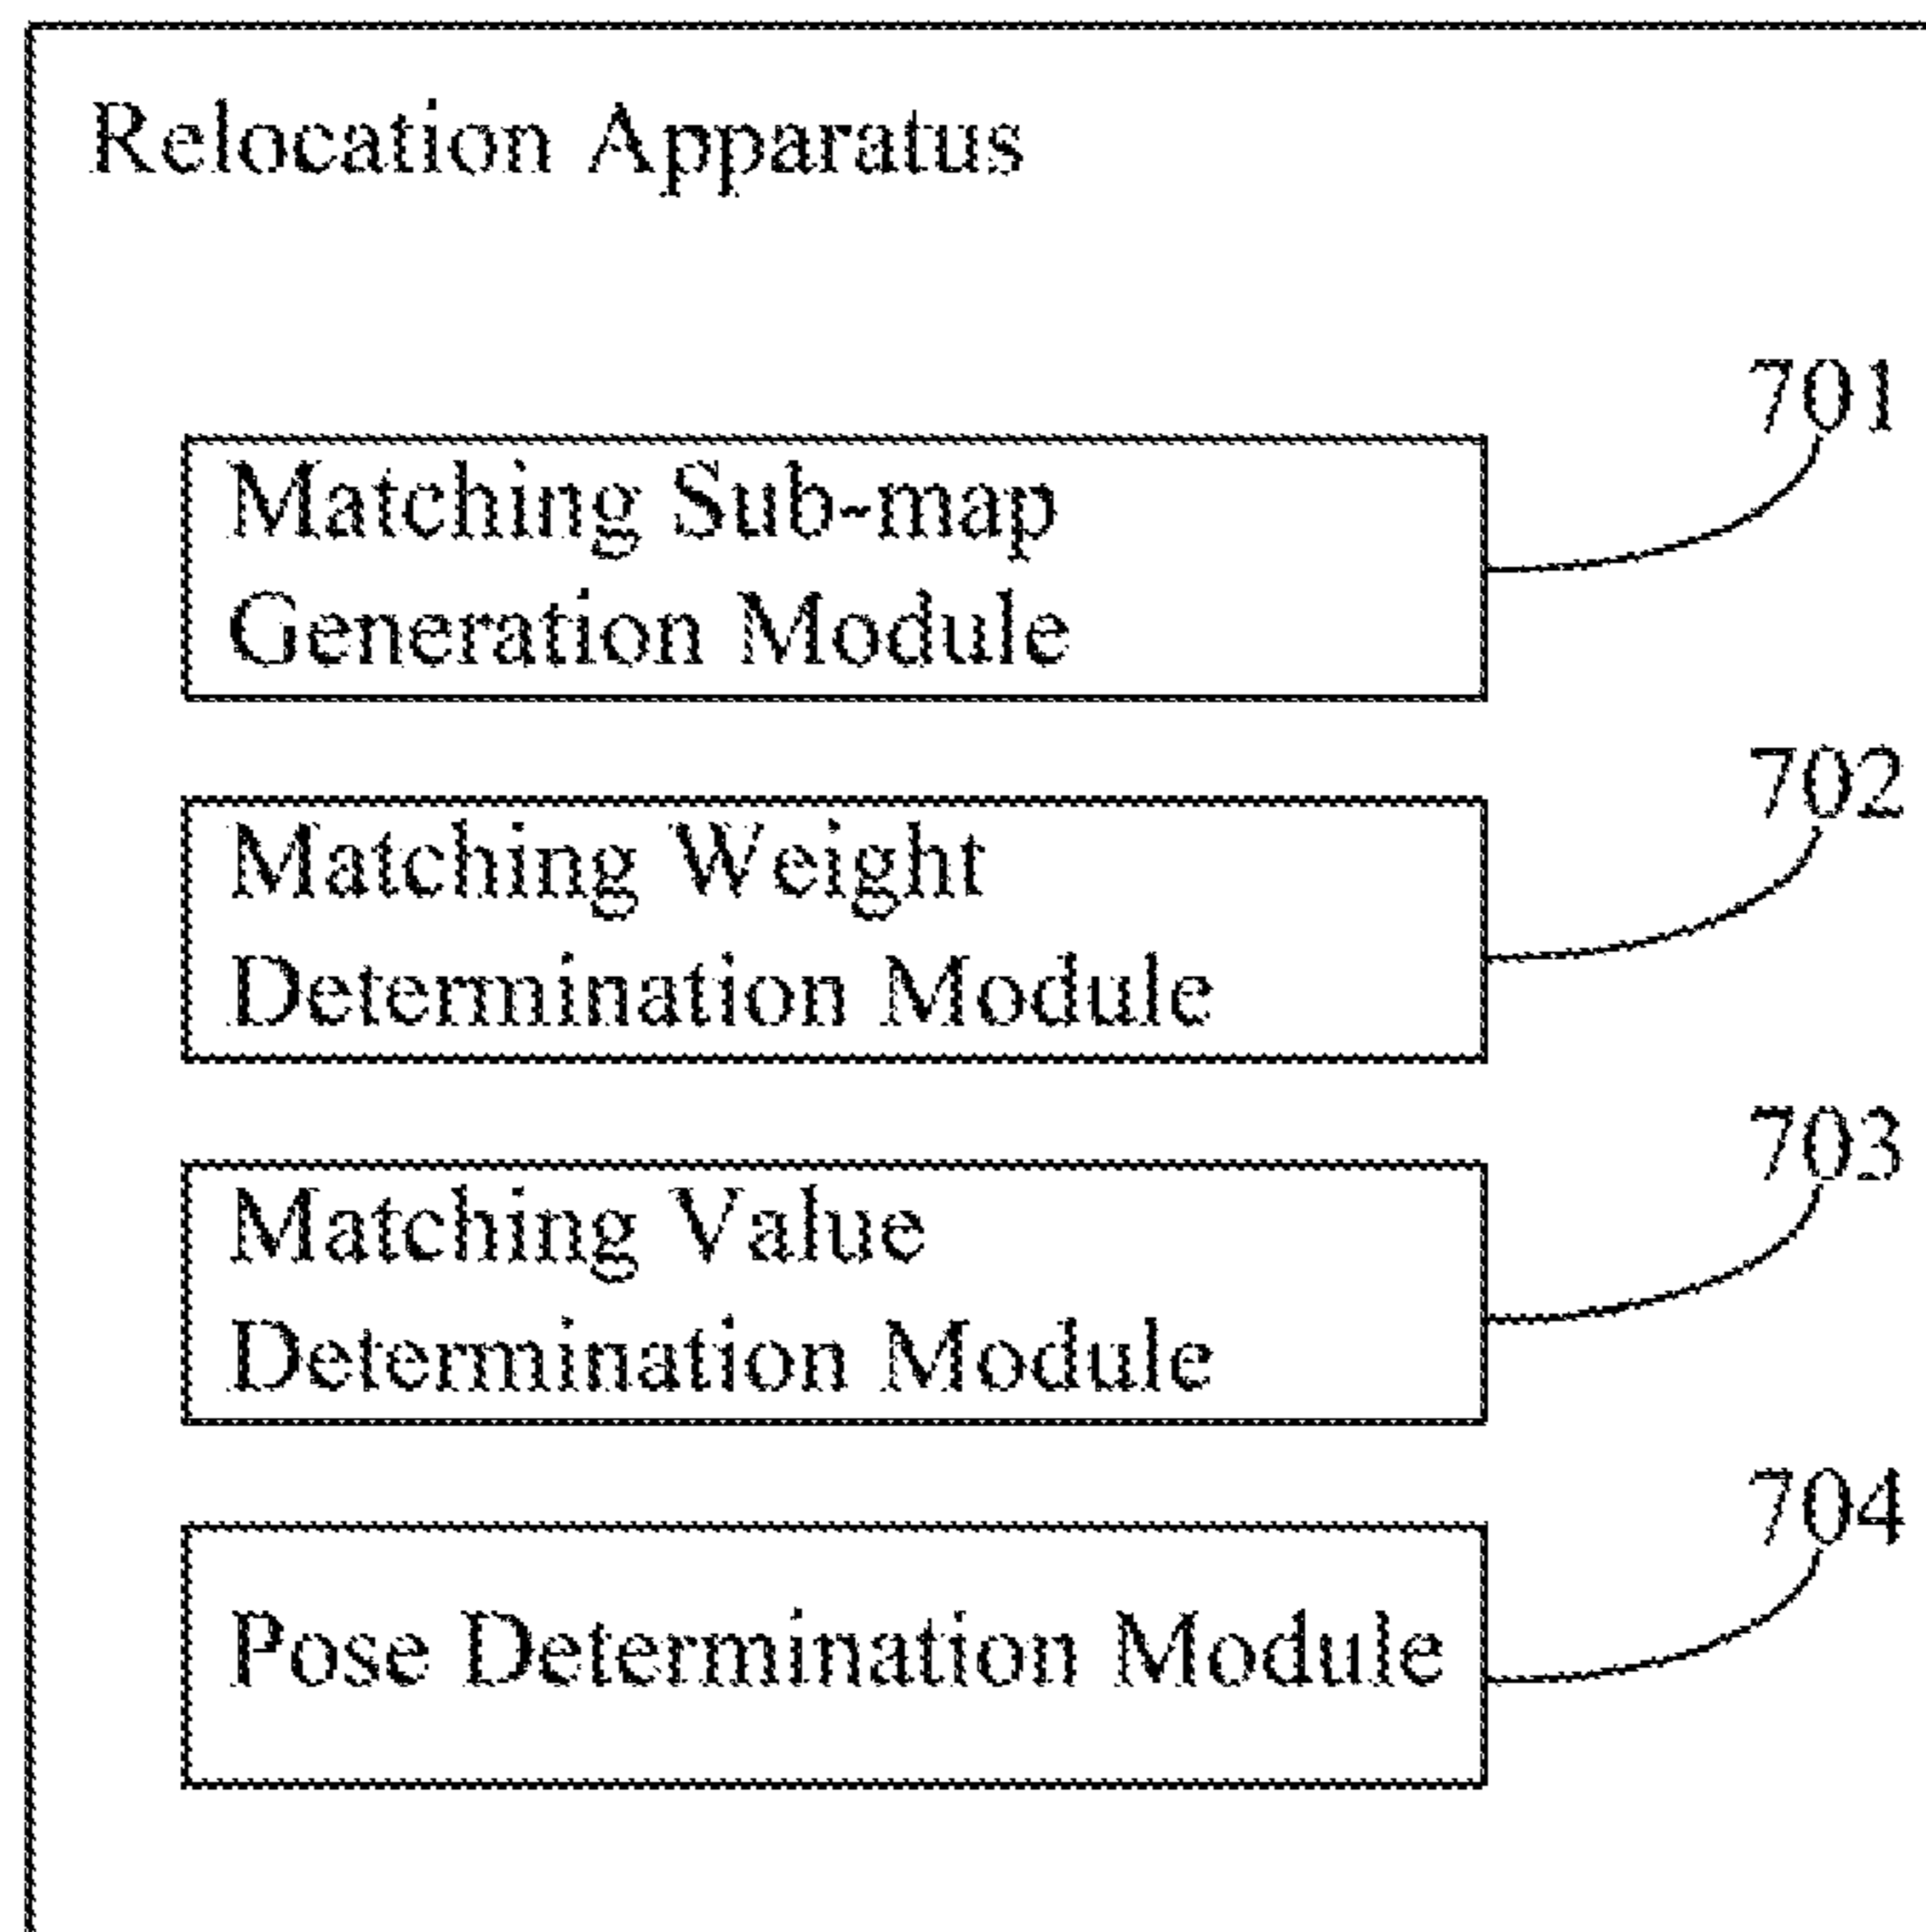 Relocation Apparatus
701
Matching Sub-map
Generation Module
702
Matching Weight
Determination Module
703
Matching Value
Determination Module
704
Pose Determination Module